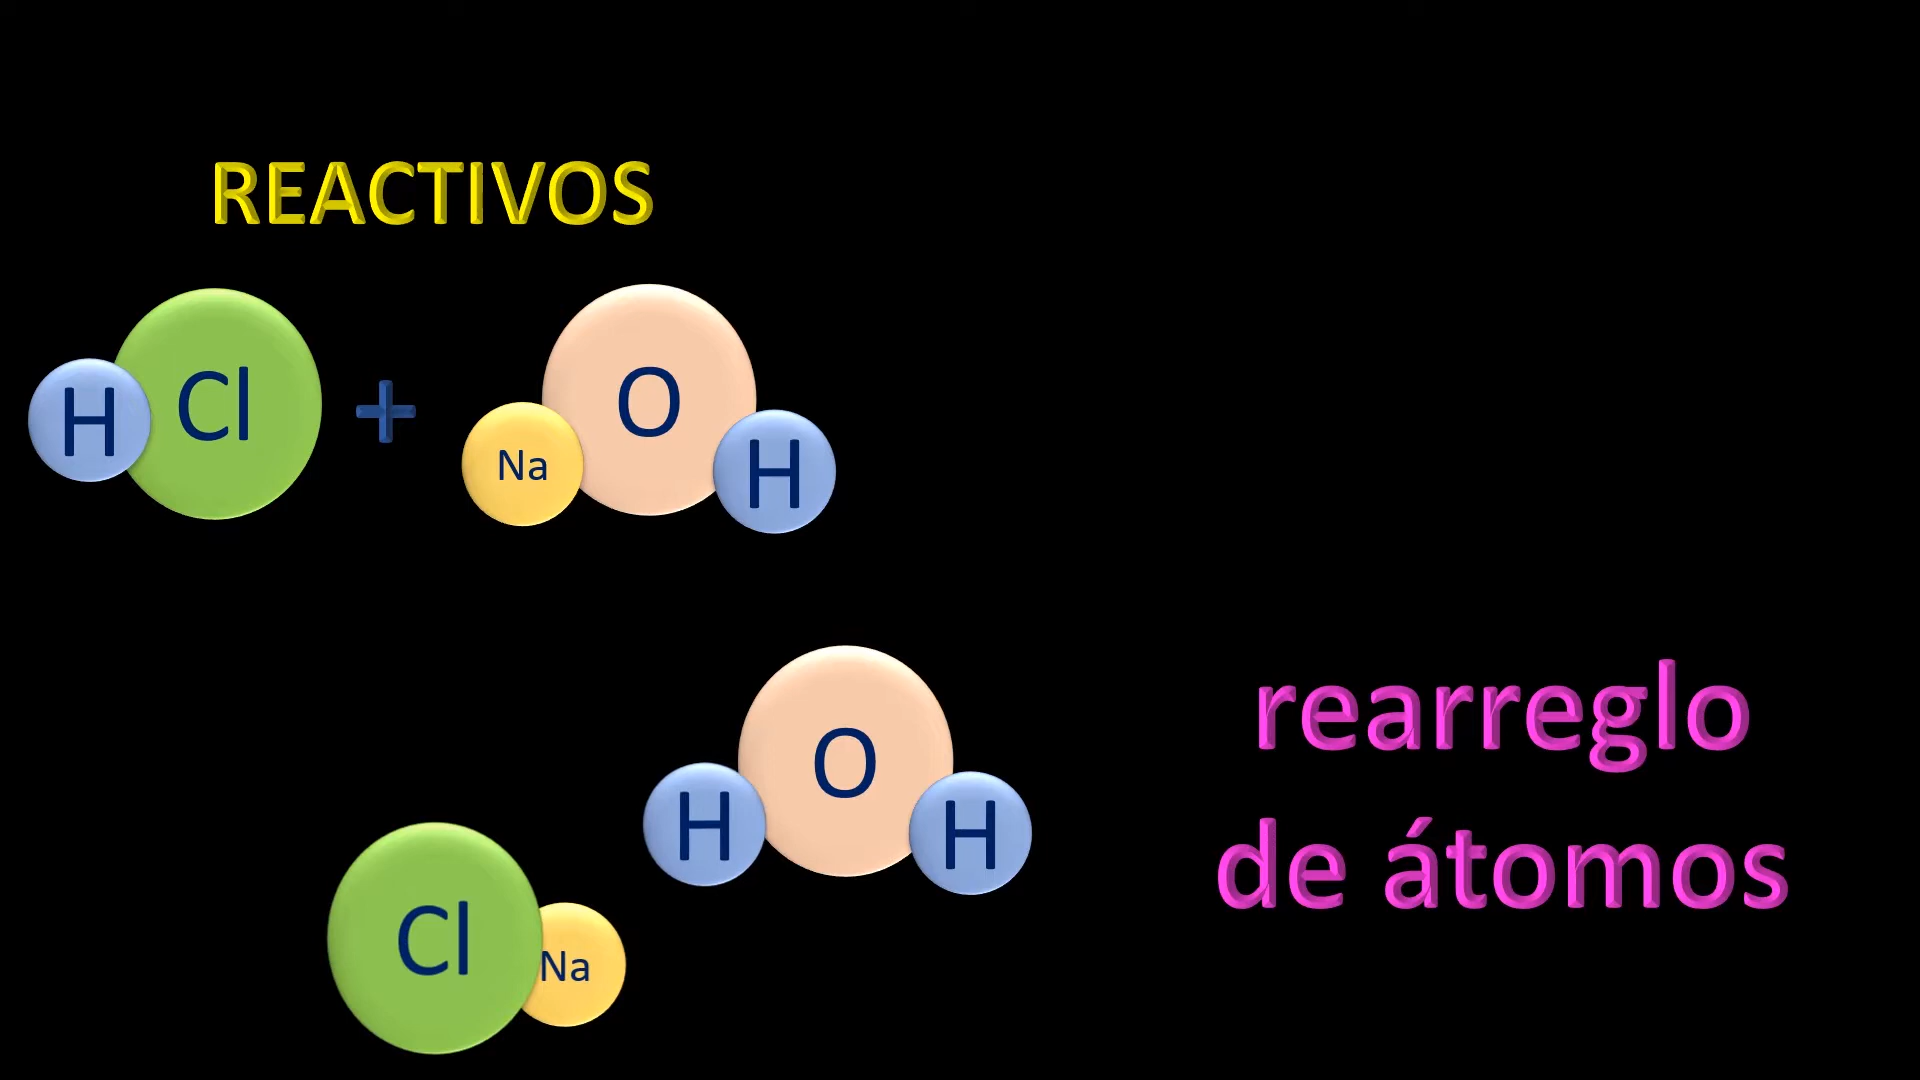 REACTIVOS
H Cl + Na O H
H O H
Cl Na
rearreglo
de átomos